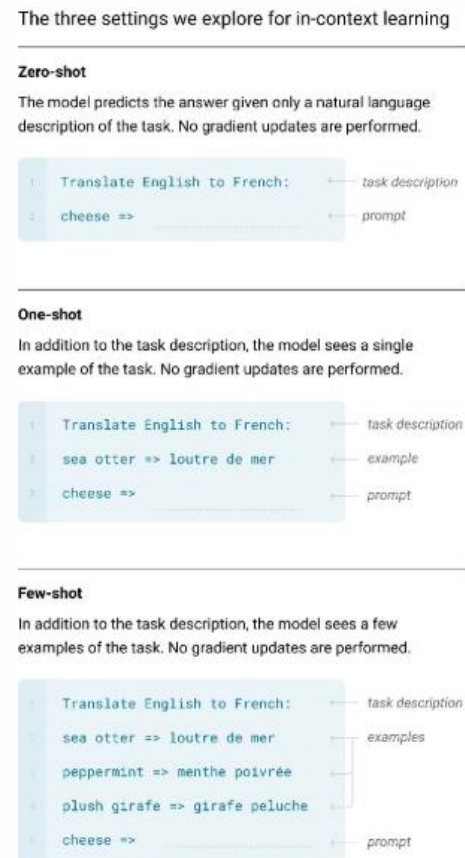 The three settings we explore for in-context learning
Zero-shot
The model predicts the answer given only a natural language
description of the task. No gradient updates are performed.
1 Translate English to French: task description
2 cheese => prompt
One-shot
In addition to the task description, the model sees a single
example of the task. No gradient updates are performed.
1 Translate English to French: task description
2 sea otter => loutre de mer example
3 cheese => prompt
Few-shot
In addition to the task description, the model sees a few
examples of the task. No gradient updates are performed.
Translate English to French: task description
sea otter => loutre de mer examples
peppermint => menthe poivrée
plush girafe => girafe peluche
cheese => prompt